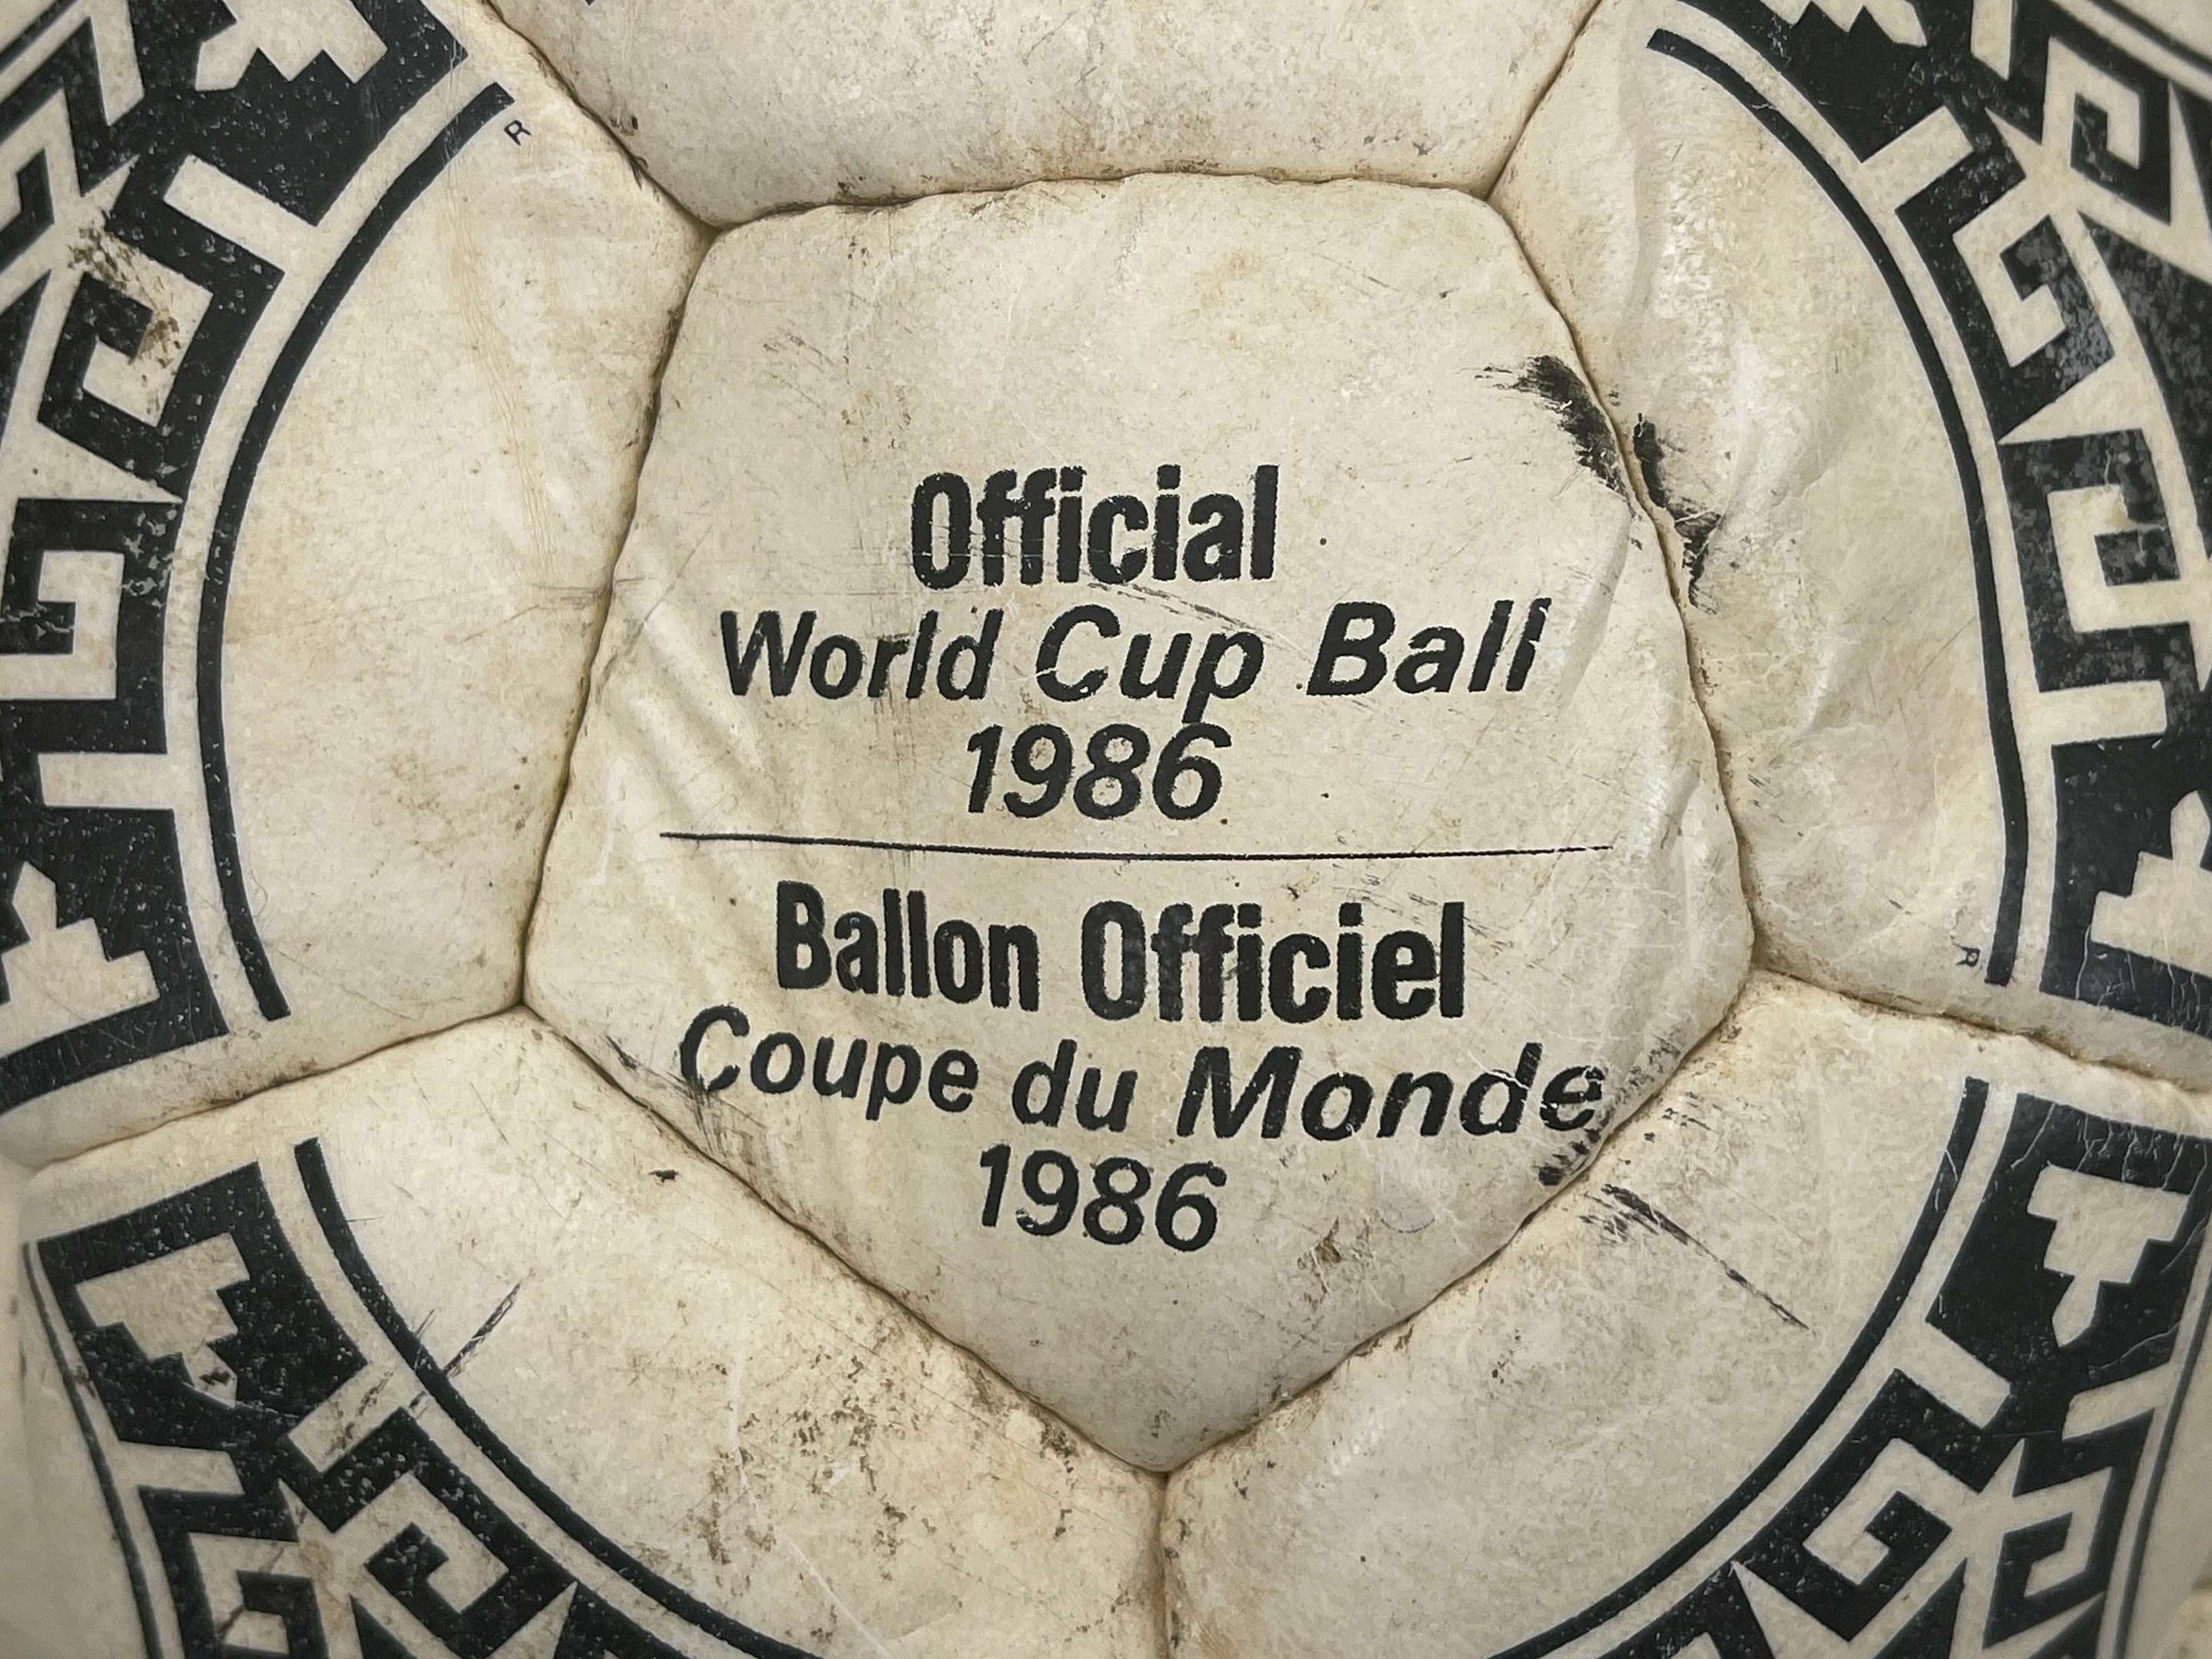 R
Official
World Cup Ball
1986
Ballon Officiel
Coupe du Monde
1986
R